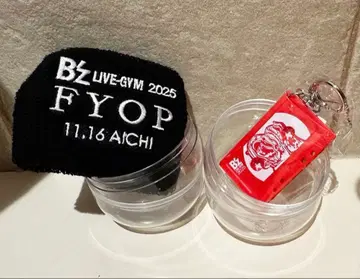 B'z LIVE-GYM 2025
FYOP
11.16 AICHI
B'z